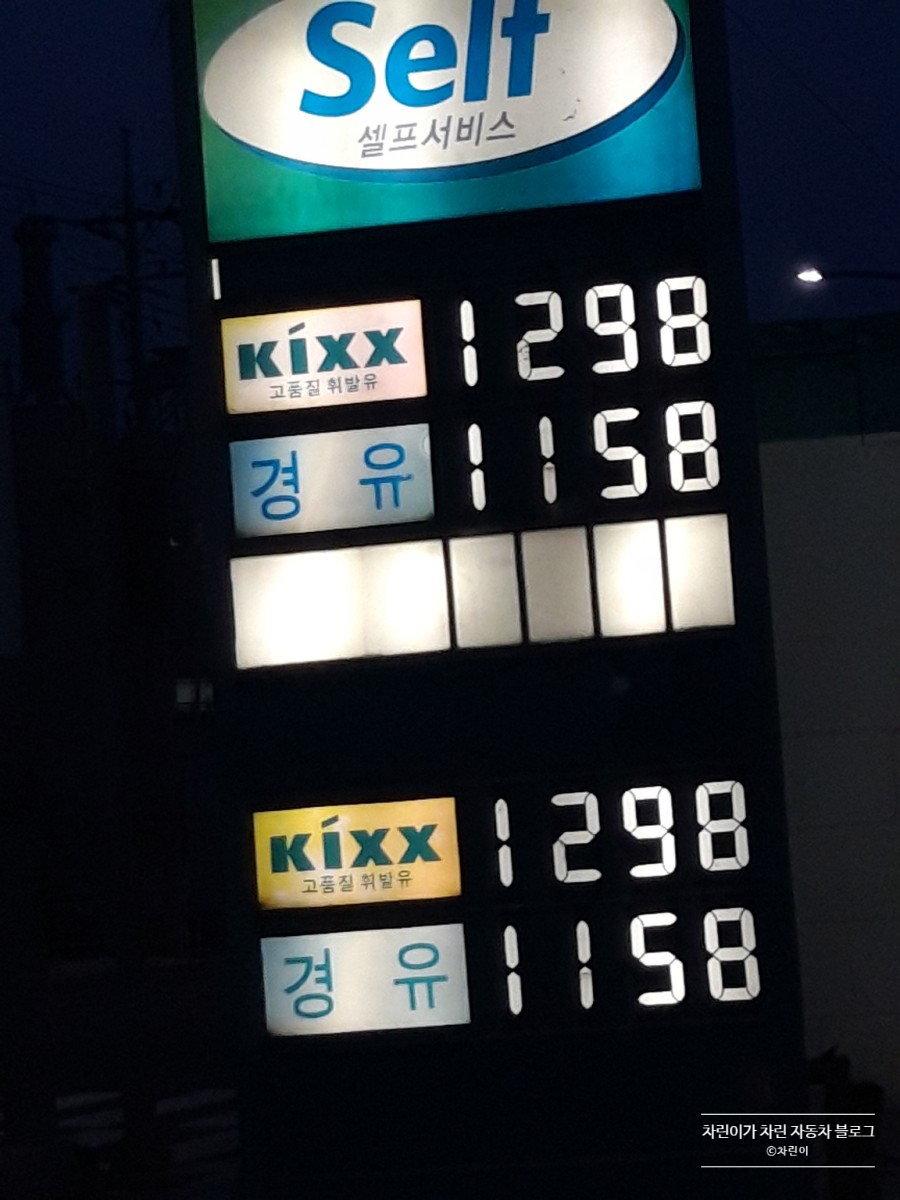 Self
셀프서비스
Kixx 1298
고품질 휘발유
경 유 1158
Kixx 1298
고품질 휘발유
경 유 1158
차린이가 차린 자동차 블로그
©차린이